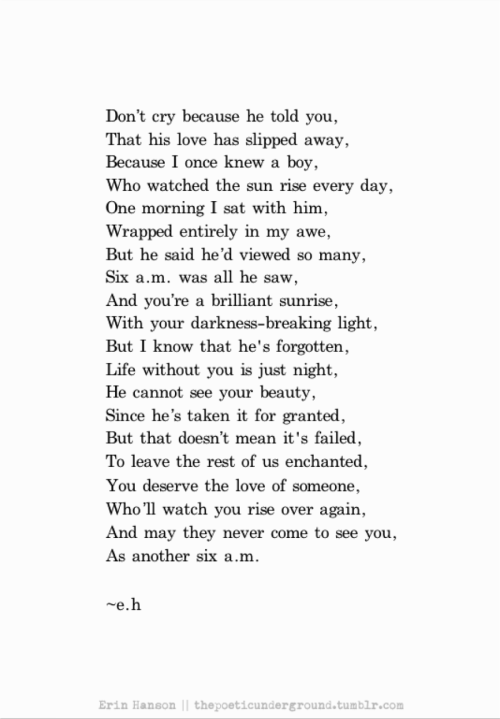 Don't cry because he told you,
That his love has slipped away,
Because I once knew a boy,
Who watched the sun rise every day,
One morning I sat with him,
Wrapped entirely in my awe,
But he said he'd viewed so many,
Six a.m. was all he saw,
And you're a brilliant sunrise,
With your darkness-breaking light,
But I know that he's forgotten,
Life without you is just night,
He cannot see your beauty,
Since he's taken it for granted,
But that doesn't mean it's failed,
To leave the rest of us enchanted,
You deserve the love of someone,
Who'll watch you rise over again,
And may they never come to see you,
As another six a.m.
~e.h
Erin Hanson || thepoeticunderground.tumblr.com